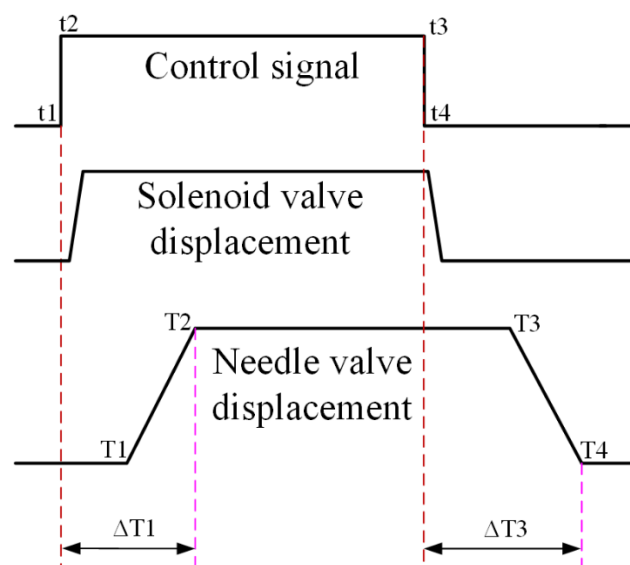 t2
t3
Control signal
t1
t4
Solenoid valve
displacement
T2
T3
Needle valve
displacement
T1
T4
ΔT1
ΔT3